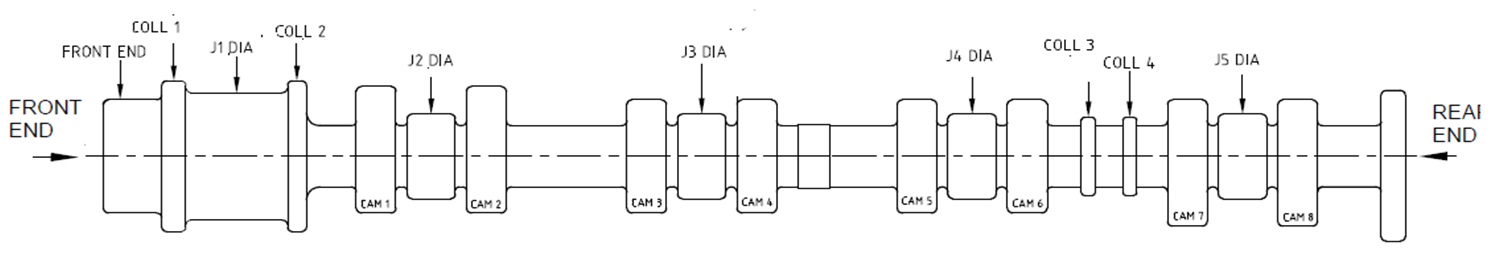 COLL 1
COLL 2
FRONT END
J1 DIA
J2 DIA
J3 DIA
J4 DIA
COLL 3
COLL 4
J5 DIA
FRONT
END
REAR
END
CAM 1
CAM 2
CAM 3
CAM 4
CAM 5
CAM 6
CAM 7
CAM 8